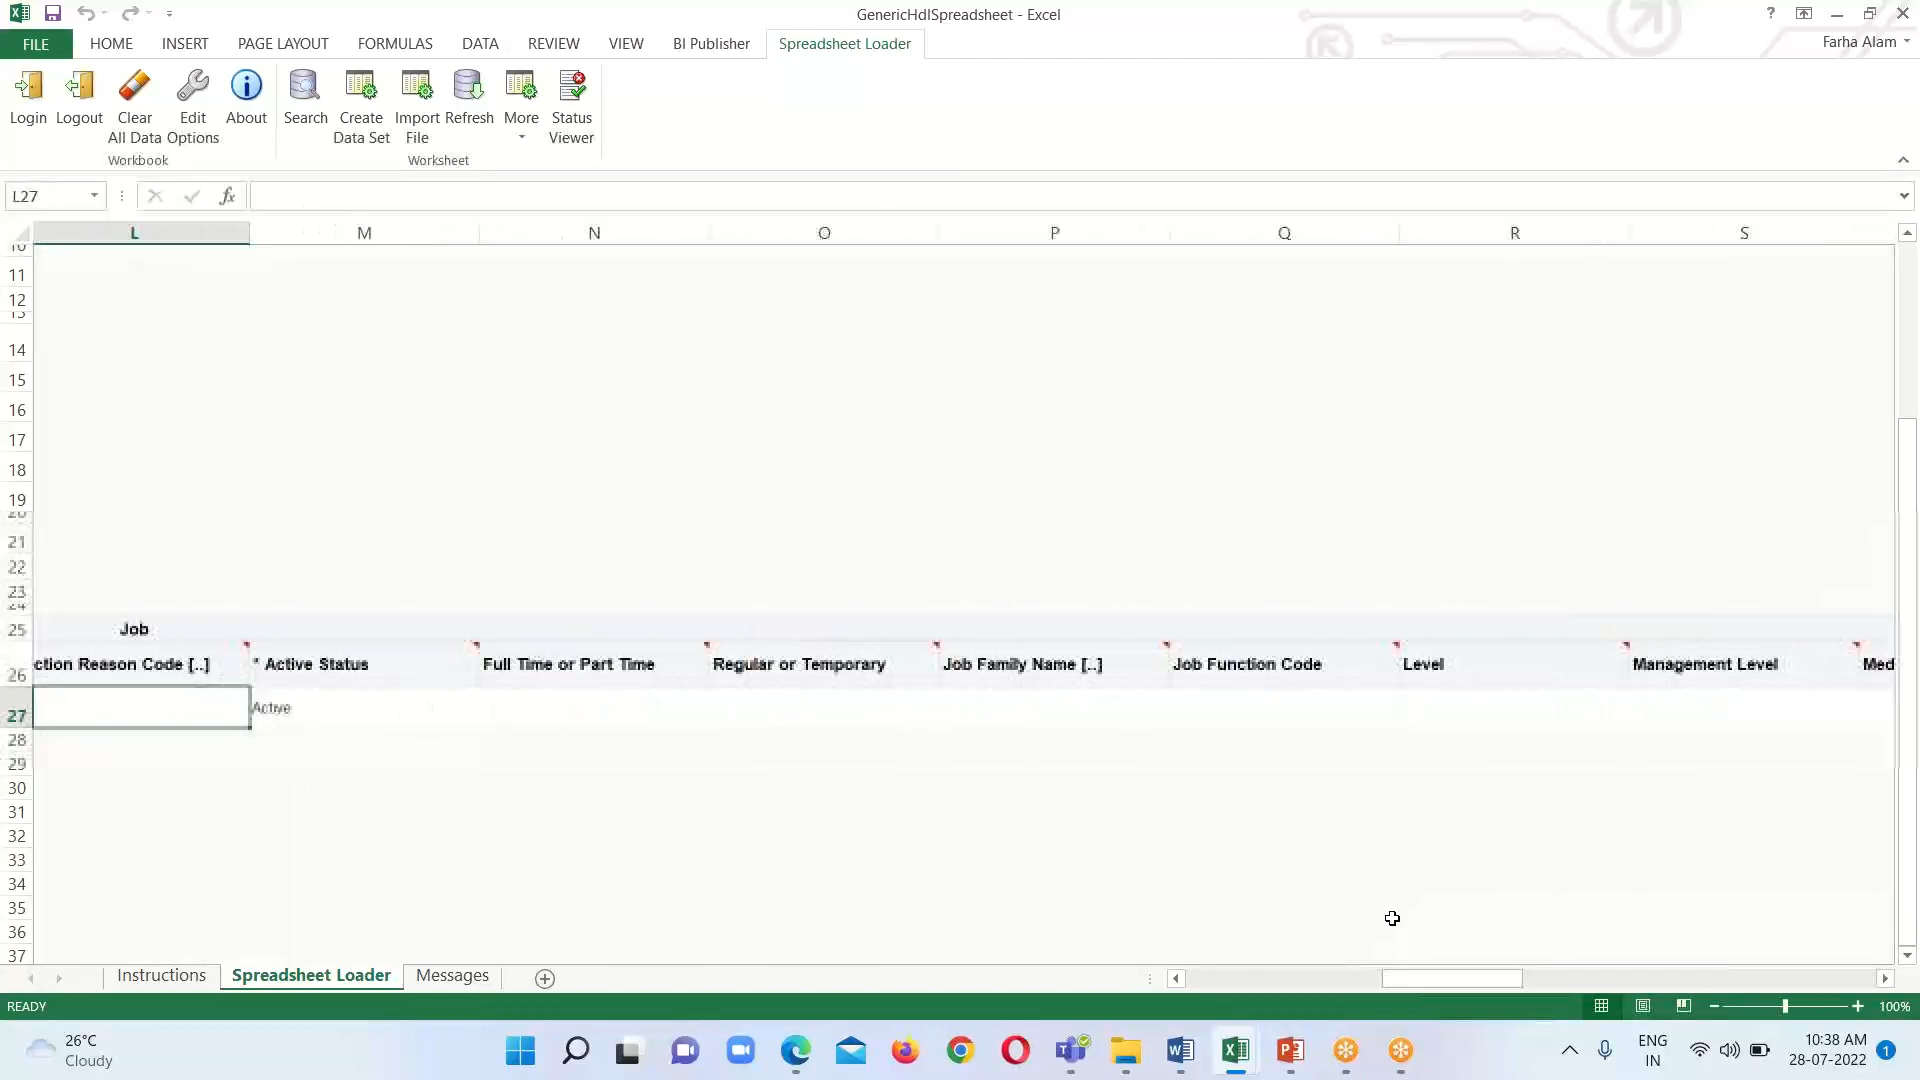 GenericHdlSpreadsheet - Excel
?
FILE HOME INSERT PAGE LAYOUT FORMULAS DATA REVIEW VIEW BI Publisher Spreadsheet Loader
Farha Alam
Login Logout Clear All Data Edit Options About
Workbook
Search Create Data Set Import File Refresh More Status Viewer
Worksheet
L27
fx
L M N O P Q R S
10
11
12
13
14
15
16
17
18
19
20
21
22
23
24
25 Job
26 ction Reason Code [..] * Active Status Full Time or Part Time Regular or Temporary Job Family Name [..] Job Function Code Level Management Level Med
27 Active
28
29
30
31
32
33
34
35
36
37
Instructions Spreadsheet Loader Messages
READY
100%
26°C
Cloudy
ENG
IN
10:38 AM
28-07-2022
1